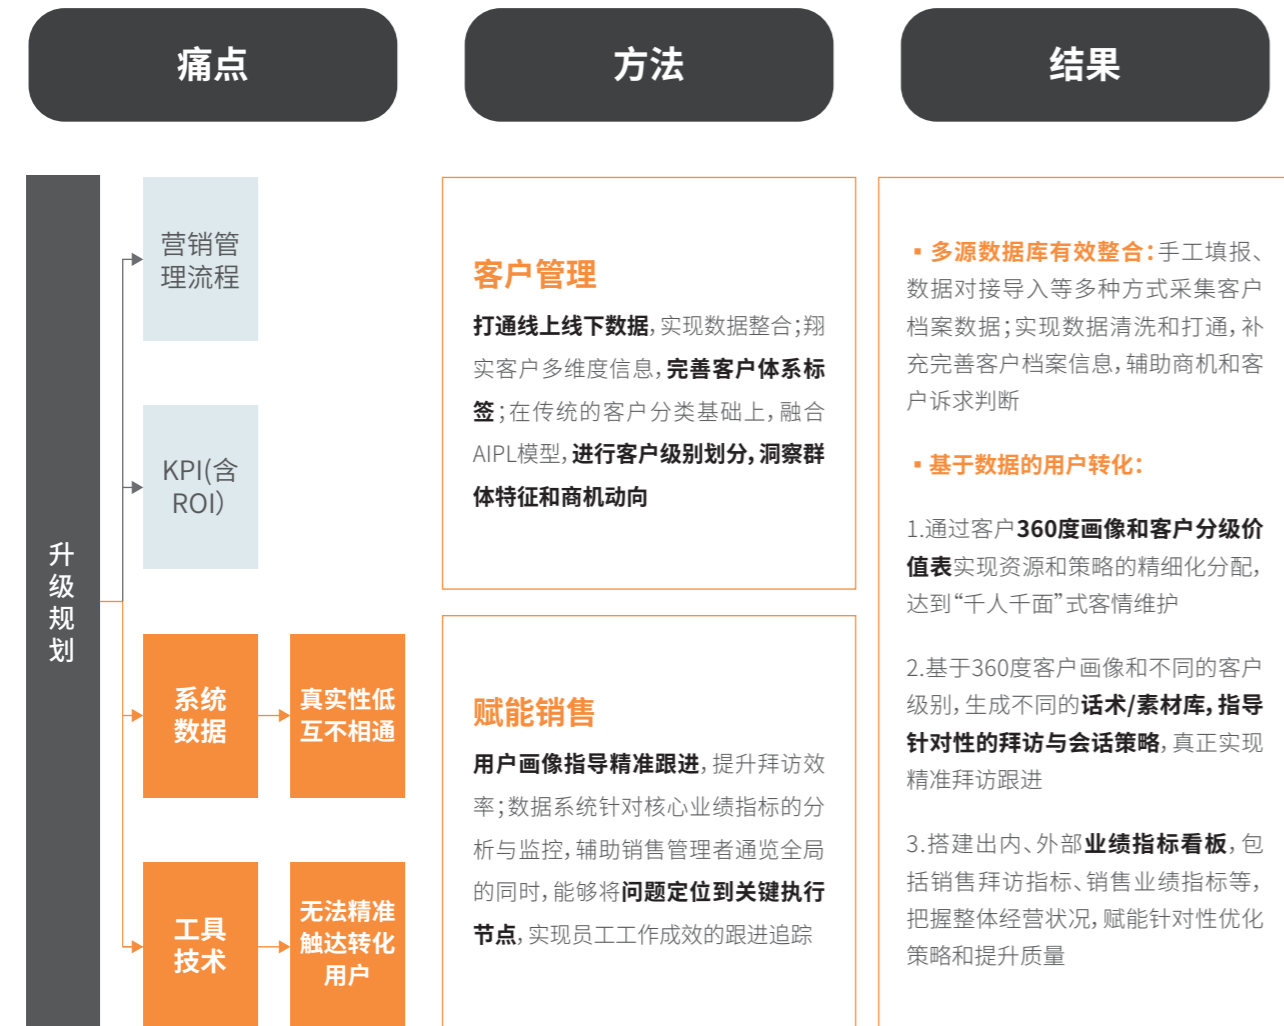 痛点
方法
结果
升
级
规
划
营销管
理流程
KPI(含
ROI)
系统
数据
真实性低
互不相通
工具
技术
无法精准
触达转化
用户
客户管理
打通线上线下数据,实现数据整合;翔
实客户多维度信息,完善客户体系标
签;在传统的客户分类基础上,融合
AIPL模型,进行客户级别划分,洞察群
体特征和商机动向
赋能销售
用户画像指导精准跟进,提升拜访效
率;数据系统针对核心业绩指标的分
析与监控,辅助销售管理者通览全局
的同时,能够将问题定位到关键执行
节点,实现员工工作成效的跟进追踪
▪ 多源数据库有效整合:手工填报、
数据对接导入等多种方式采集客户
档案数据;实现数据清洗和打通,补
充完善客户档案信息,辅助商机和客
户诉求判断
▪ 基于数据的用户转化:
1.通过客户360度画像和客户分级价
值表实现资源和策略的精细化分配,
达到“千人千面”式客情维护
2.基于360度客户画像和不同的客户
级别,生成不同的话术/素材库,指导
针对性的拜访与会话策略,真正实现
精准拜访跟进
3.搭建出内、外部业绩指标看板,包
括销售拜访指标、销售业绩指标等,
把握整体经营状况,赋能针对性优化
策略和提升质量